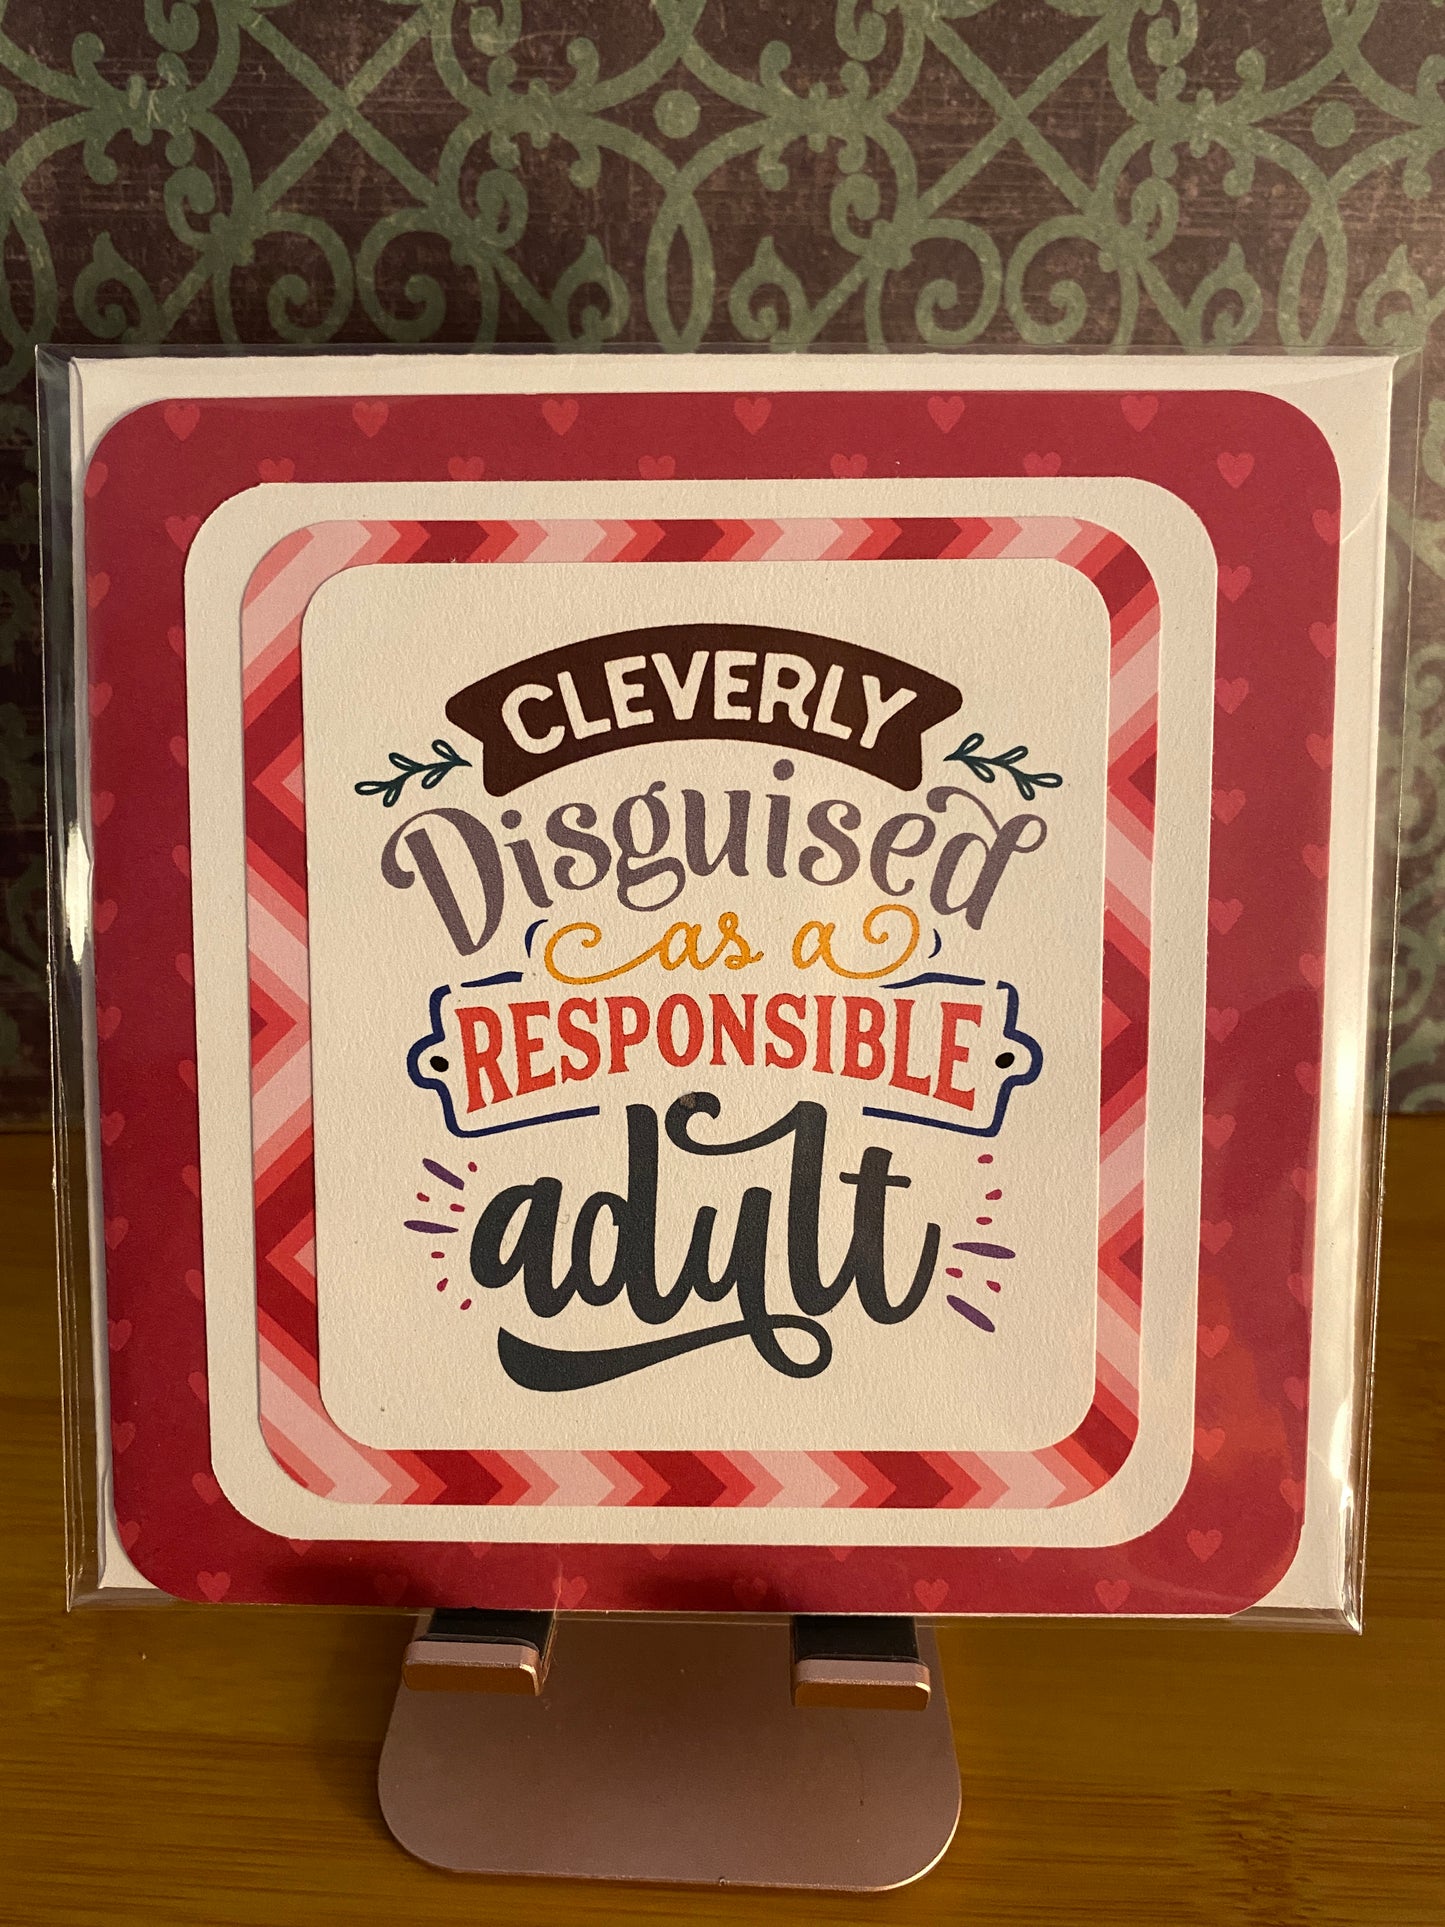 CLEVERLY
Disguised
as a
RESPONSIBLE
adult